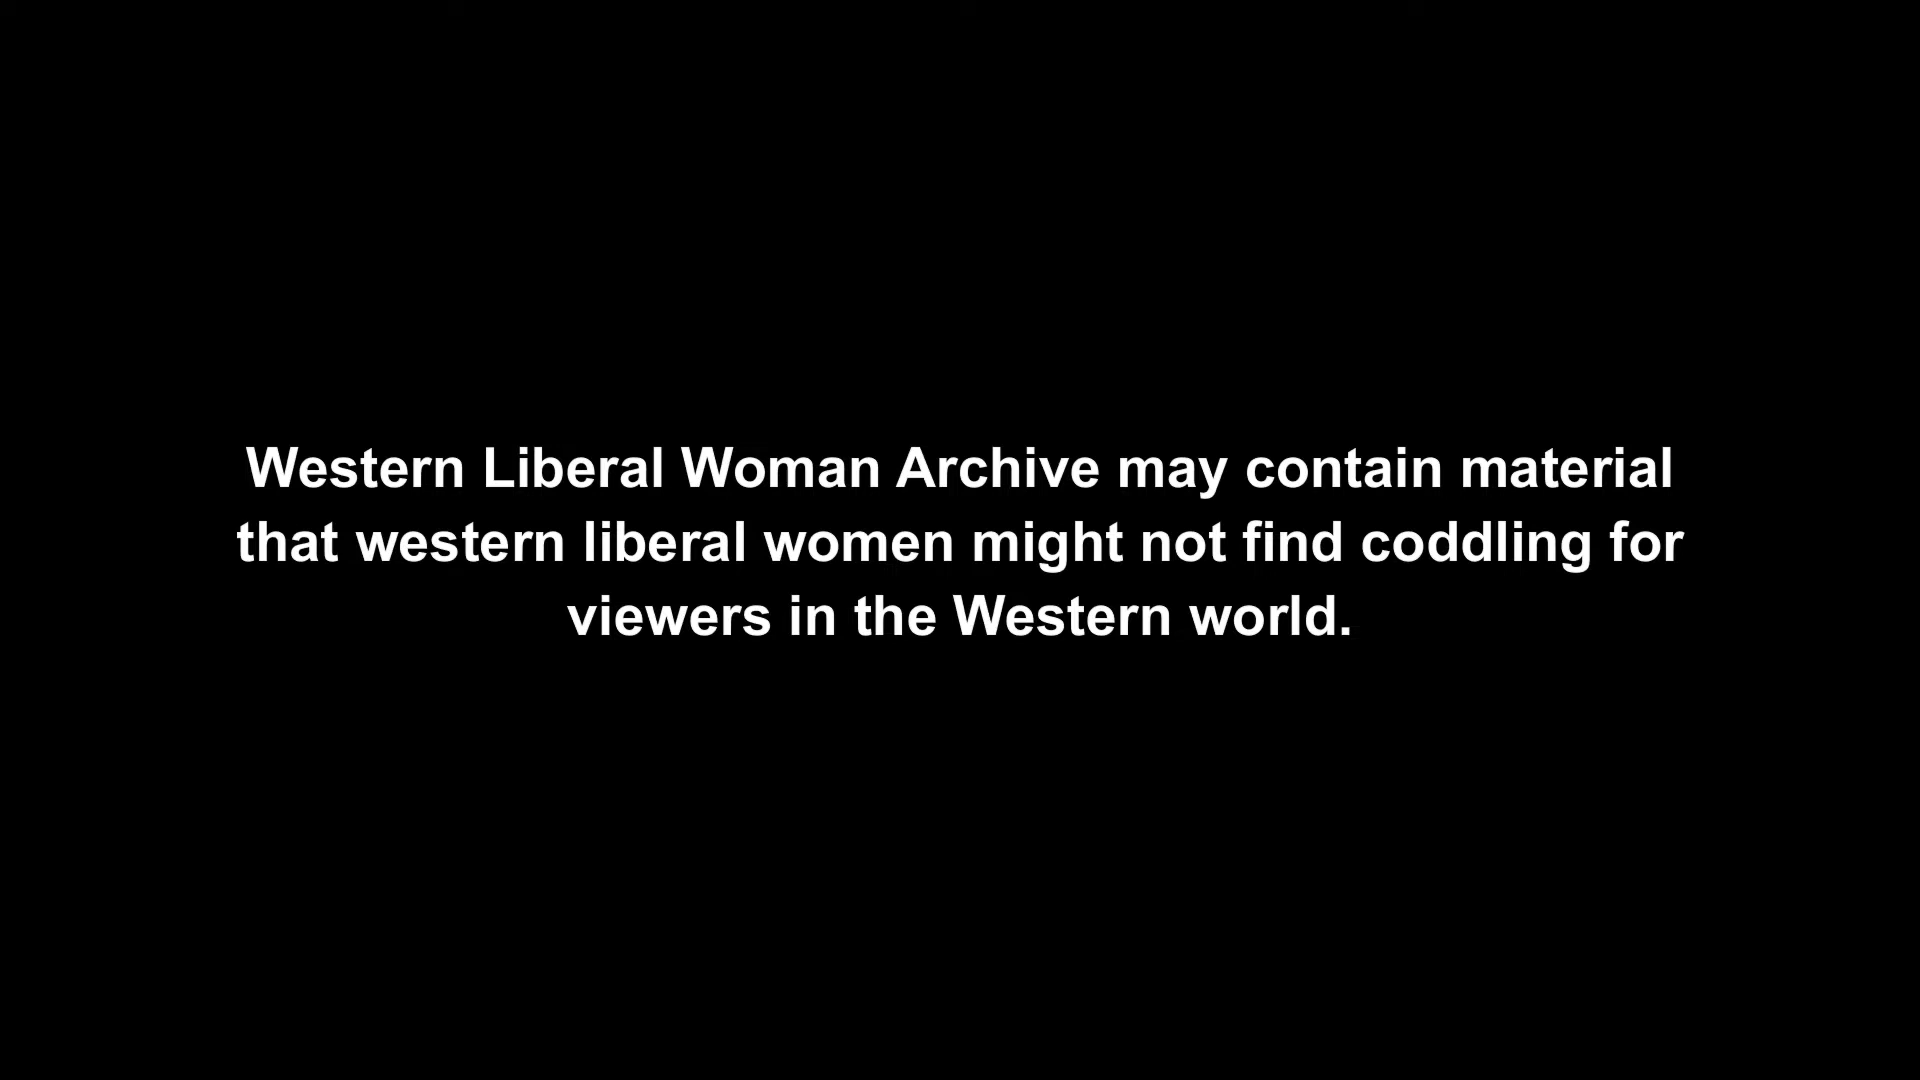 Western Liberal Woman Archive may contain material
that western liberal women might not find coddling for
viewers in the Western world.